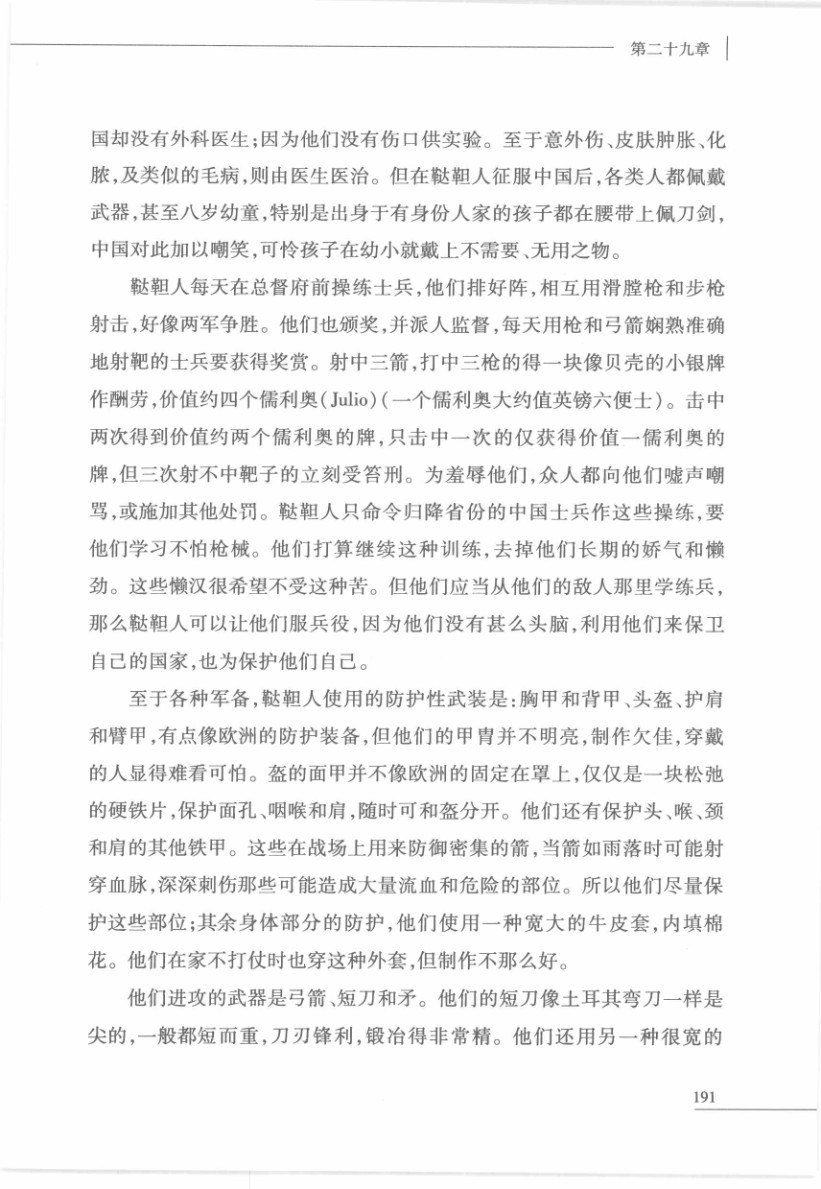 第二十九章
国却没有外科医生;因为他们没有伤口供实验。至于意外伤、皮肤肿胀、化
脓,及类似的毛病,则由医生医治。但在鞑靼人征服中国后,各类人都佩戴
武器,甚至八岁幼童,特别是出身于有身份人家的孩子都在腰带上佩刀剑,
中国对此加以嘲笑,可怜孩子在幼小就戴上不需要、无用之物。
鞑靼人每天在总督府前操练士兵,他们排好阵,相互用滑膛枪和步枪
射击,好像两军争胜。他们也颁奖,并派人监督,每天用枪和弓箭娴熟准确
地射靶的士兵要获得奖赏。射中三箭,打中三枪的得一块像贝壳的小银牌
作酬劳,价值约四个儒利奥(Julio)(一个儒利奥大约值英镑六便士)。击中
两次得到价值约两个儒利奥的牌,只击中一次的仅获得价值一儒利奥的
牌,但三次射不中靶子的立刻受笞刑。为羞辱他们,众人都向他们嘘声嘲
骂,或施加其他处罚。鞑靼人只命令归降省份的中国士兵作这些操练,要
他们学习不怕枪械。他们打算继续这种训练,去掉他们长期的娇气和懒
劲。这些懒汉很希望不受这种苦。但他们应当从他们的敌人那里学练兵,
那么鞑靼人可以让他们服兵役,因为他们没有甚么头脑,利用他们来保卫
自己的国家,也为保护他们自己。
至于各种军备,鞑靼人使用的防护性武装是:胸甲和背甲、头盔、护肩
和臂甲,有点像欧洲的防护装备,但他们的甲胄并不明亮,制作欠佳,穿戴
的人显得难看可怕。盔的面甲并不像欧洲的固定在罩上,仅仅是一块松弛
的硬铁片,保护面孔、咽喉和肩,随时可和盔分开。他们还有保护头、喉、颈
和肩的其他铁甲。这些在战场上用来防御密集的箭,当箭如雨落时可能射
穿血脉,深深刺伤那些可能造成大量流血和危险的部位。所以他们尽量保
护这些部位;其余身体部分的防护,他们使用一种宽大的牛皮套,内填棉
花。他们在家不打仗时也穿这种外套,但制作不那么好。
他们进攻的武器是弓箭、短刀和矛。他们的短刀像土耳其弯刀一样是
尖的,一般都短而重,刀刃锋利,锻冶得非常精。他们还用另一种很宽的
191